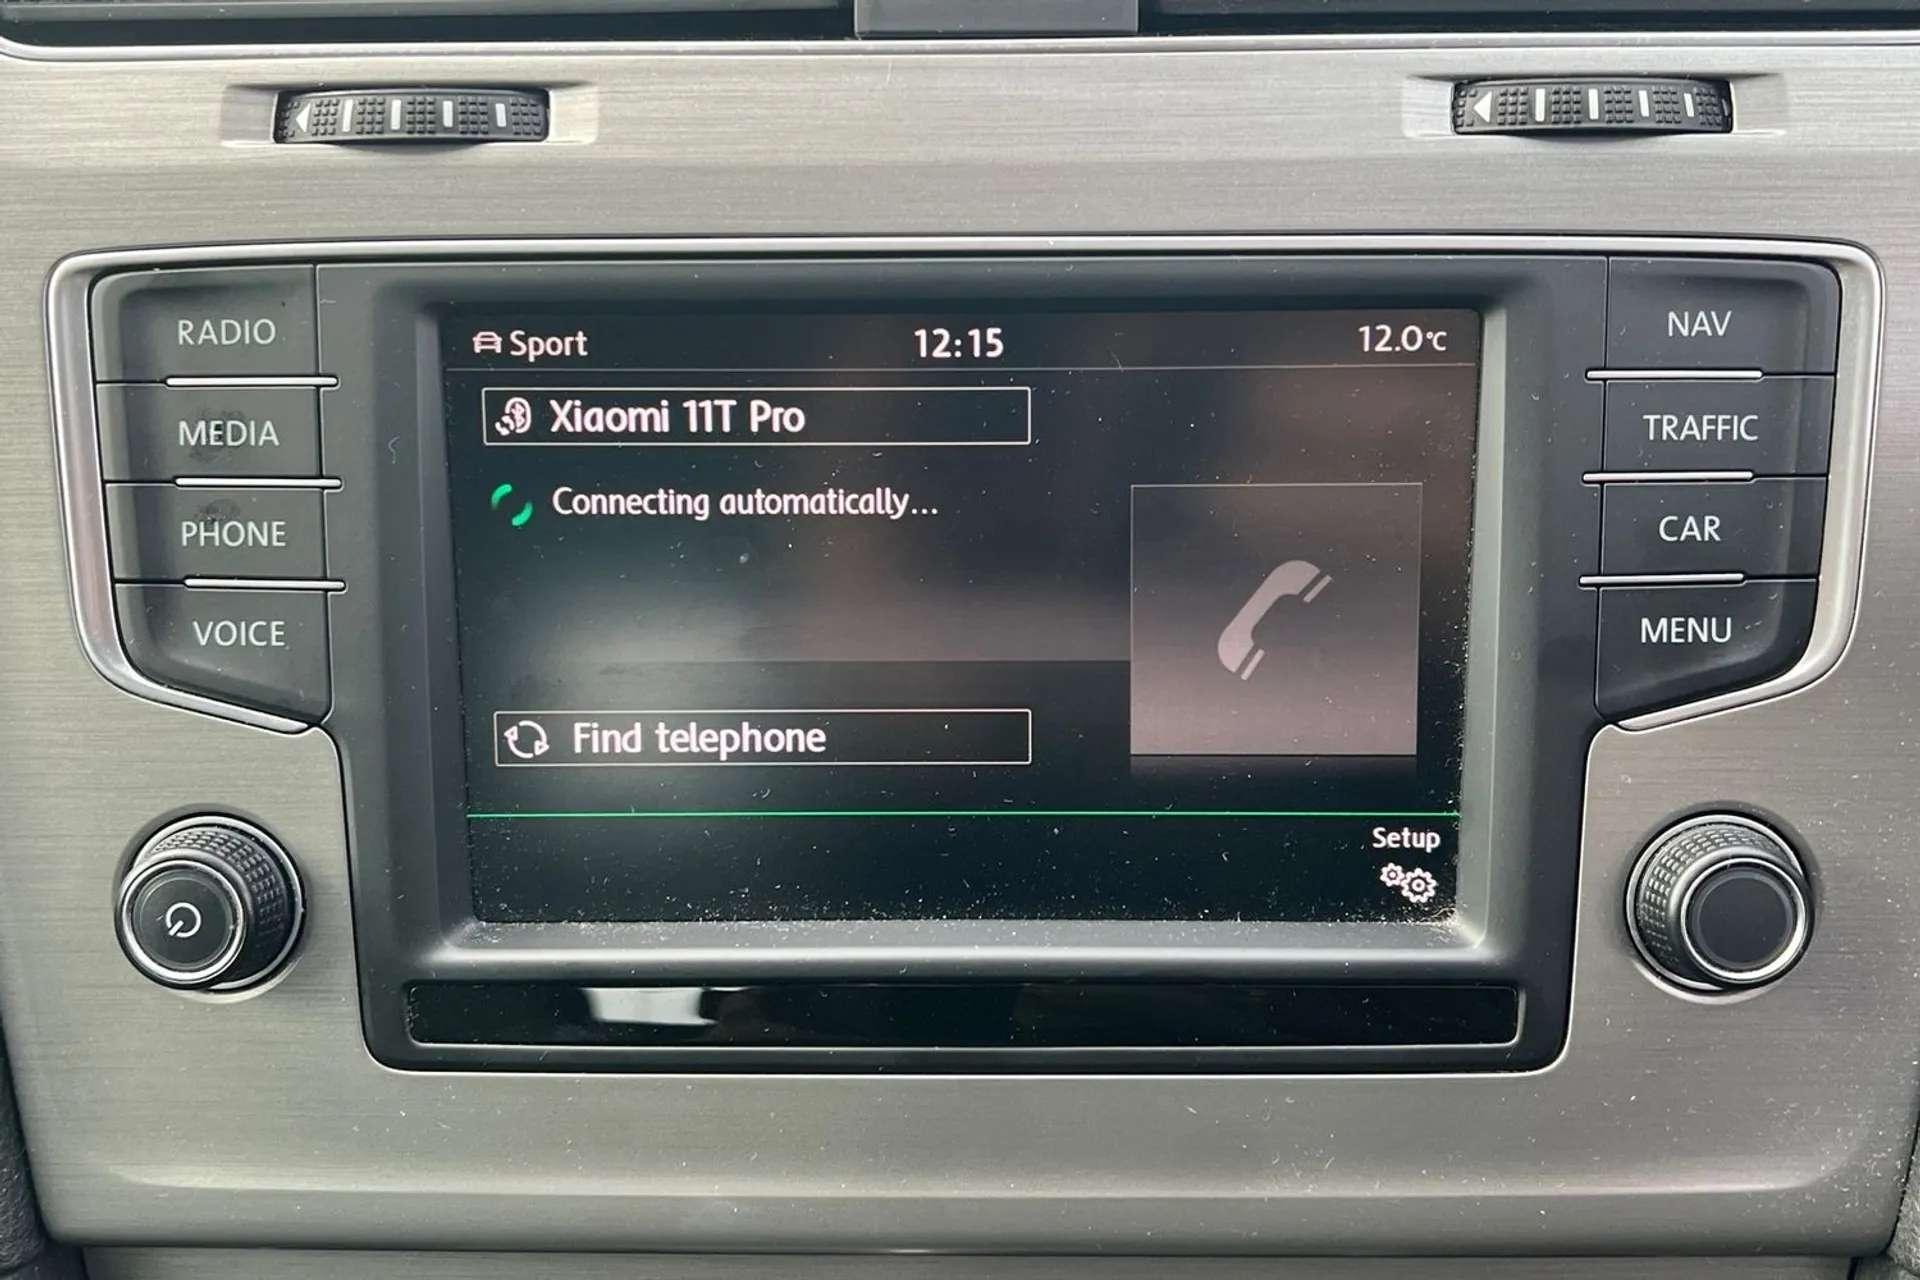 RADIO
MEDIA
PHONE
VOICE
Sport 12:15 12.0°C
Xiaomi 11T Pro
Connecting automatically...
Find telephone
Setup
NAV
TRAFFIC
CAR
MENU